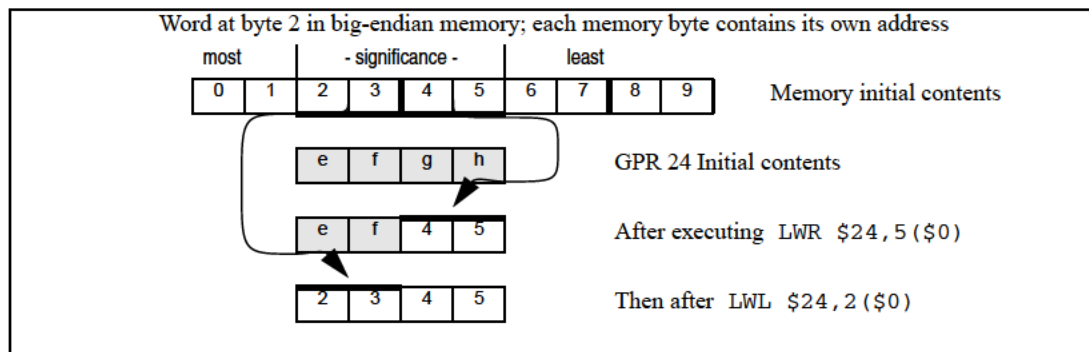 Word at byte 2 in big-endian memory; each memory byte contains its own address
most - significance - least
0 1 2 3 4 5 6 7 8 9 Memory initial contents
e f g h GPR 24 Initial contents
e f 4 5 After executing LWR $24,5($0)
2 3 4 5 Then after LWL $24,2($0)